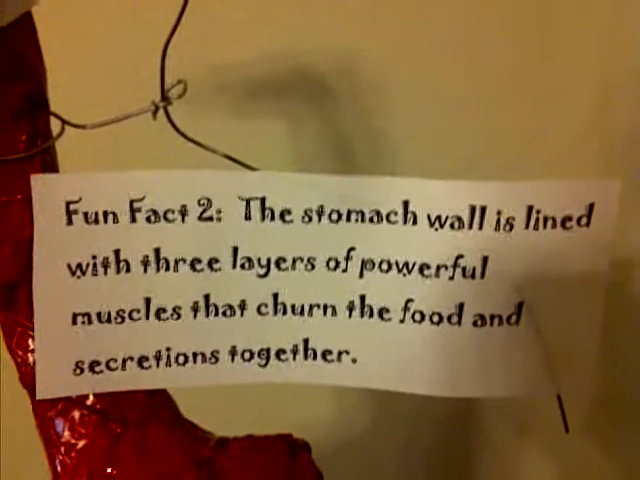 Fun Fact 2: The stomach wall is lined
with three layers of powerful
muscles that churn the food and
secretions together.